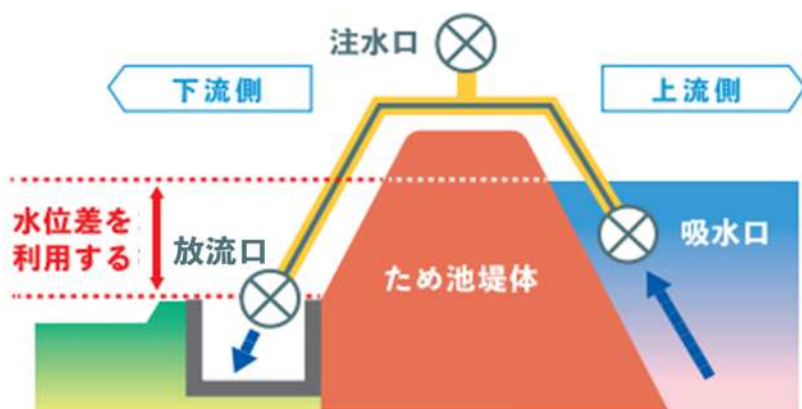 注水口
下流側
上流側
水位差を
利用する
放流口
吸水口
ため池堤体